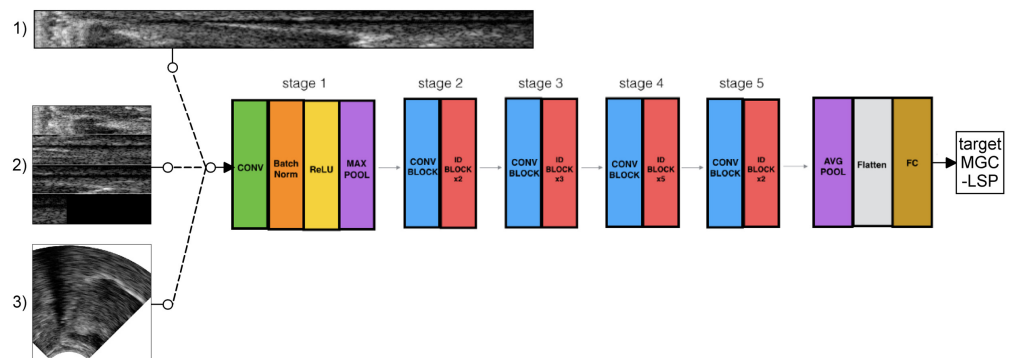 1)
2)
3)
stage 1
stage 2
stage 3
stage 4
stage 5
CONV
Batch
Norm
ReLU
MAX
POOL
CONV
BLOCK
ID
BLOCK
x2
CONV
BLOCK
ID
BLOCK
x3
CONV
BLOCK
ID
BLOCK
x5
CONV
BLOCK
ID
BLOCK
x2
AVG
POOL
Flatten
FC
target
MGC
-LSP